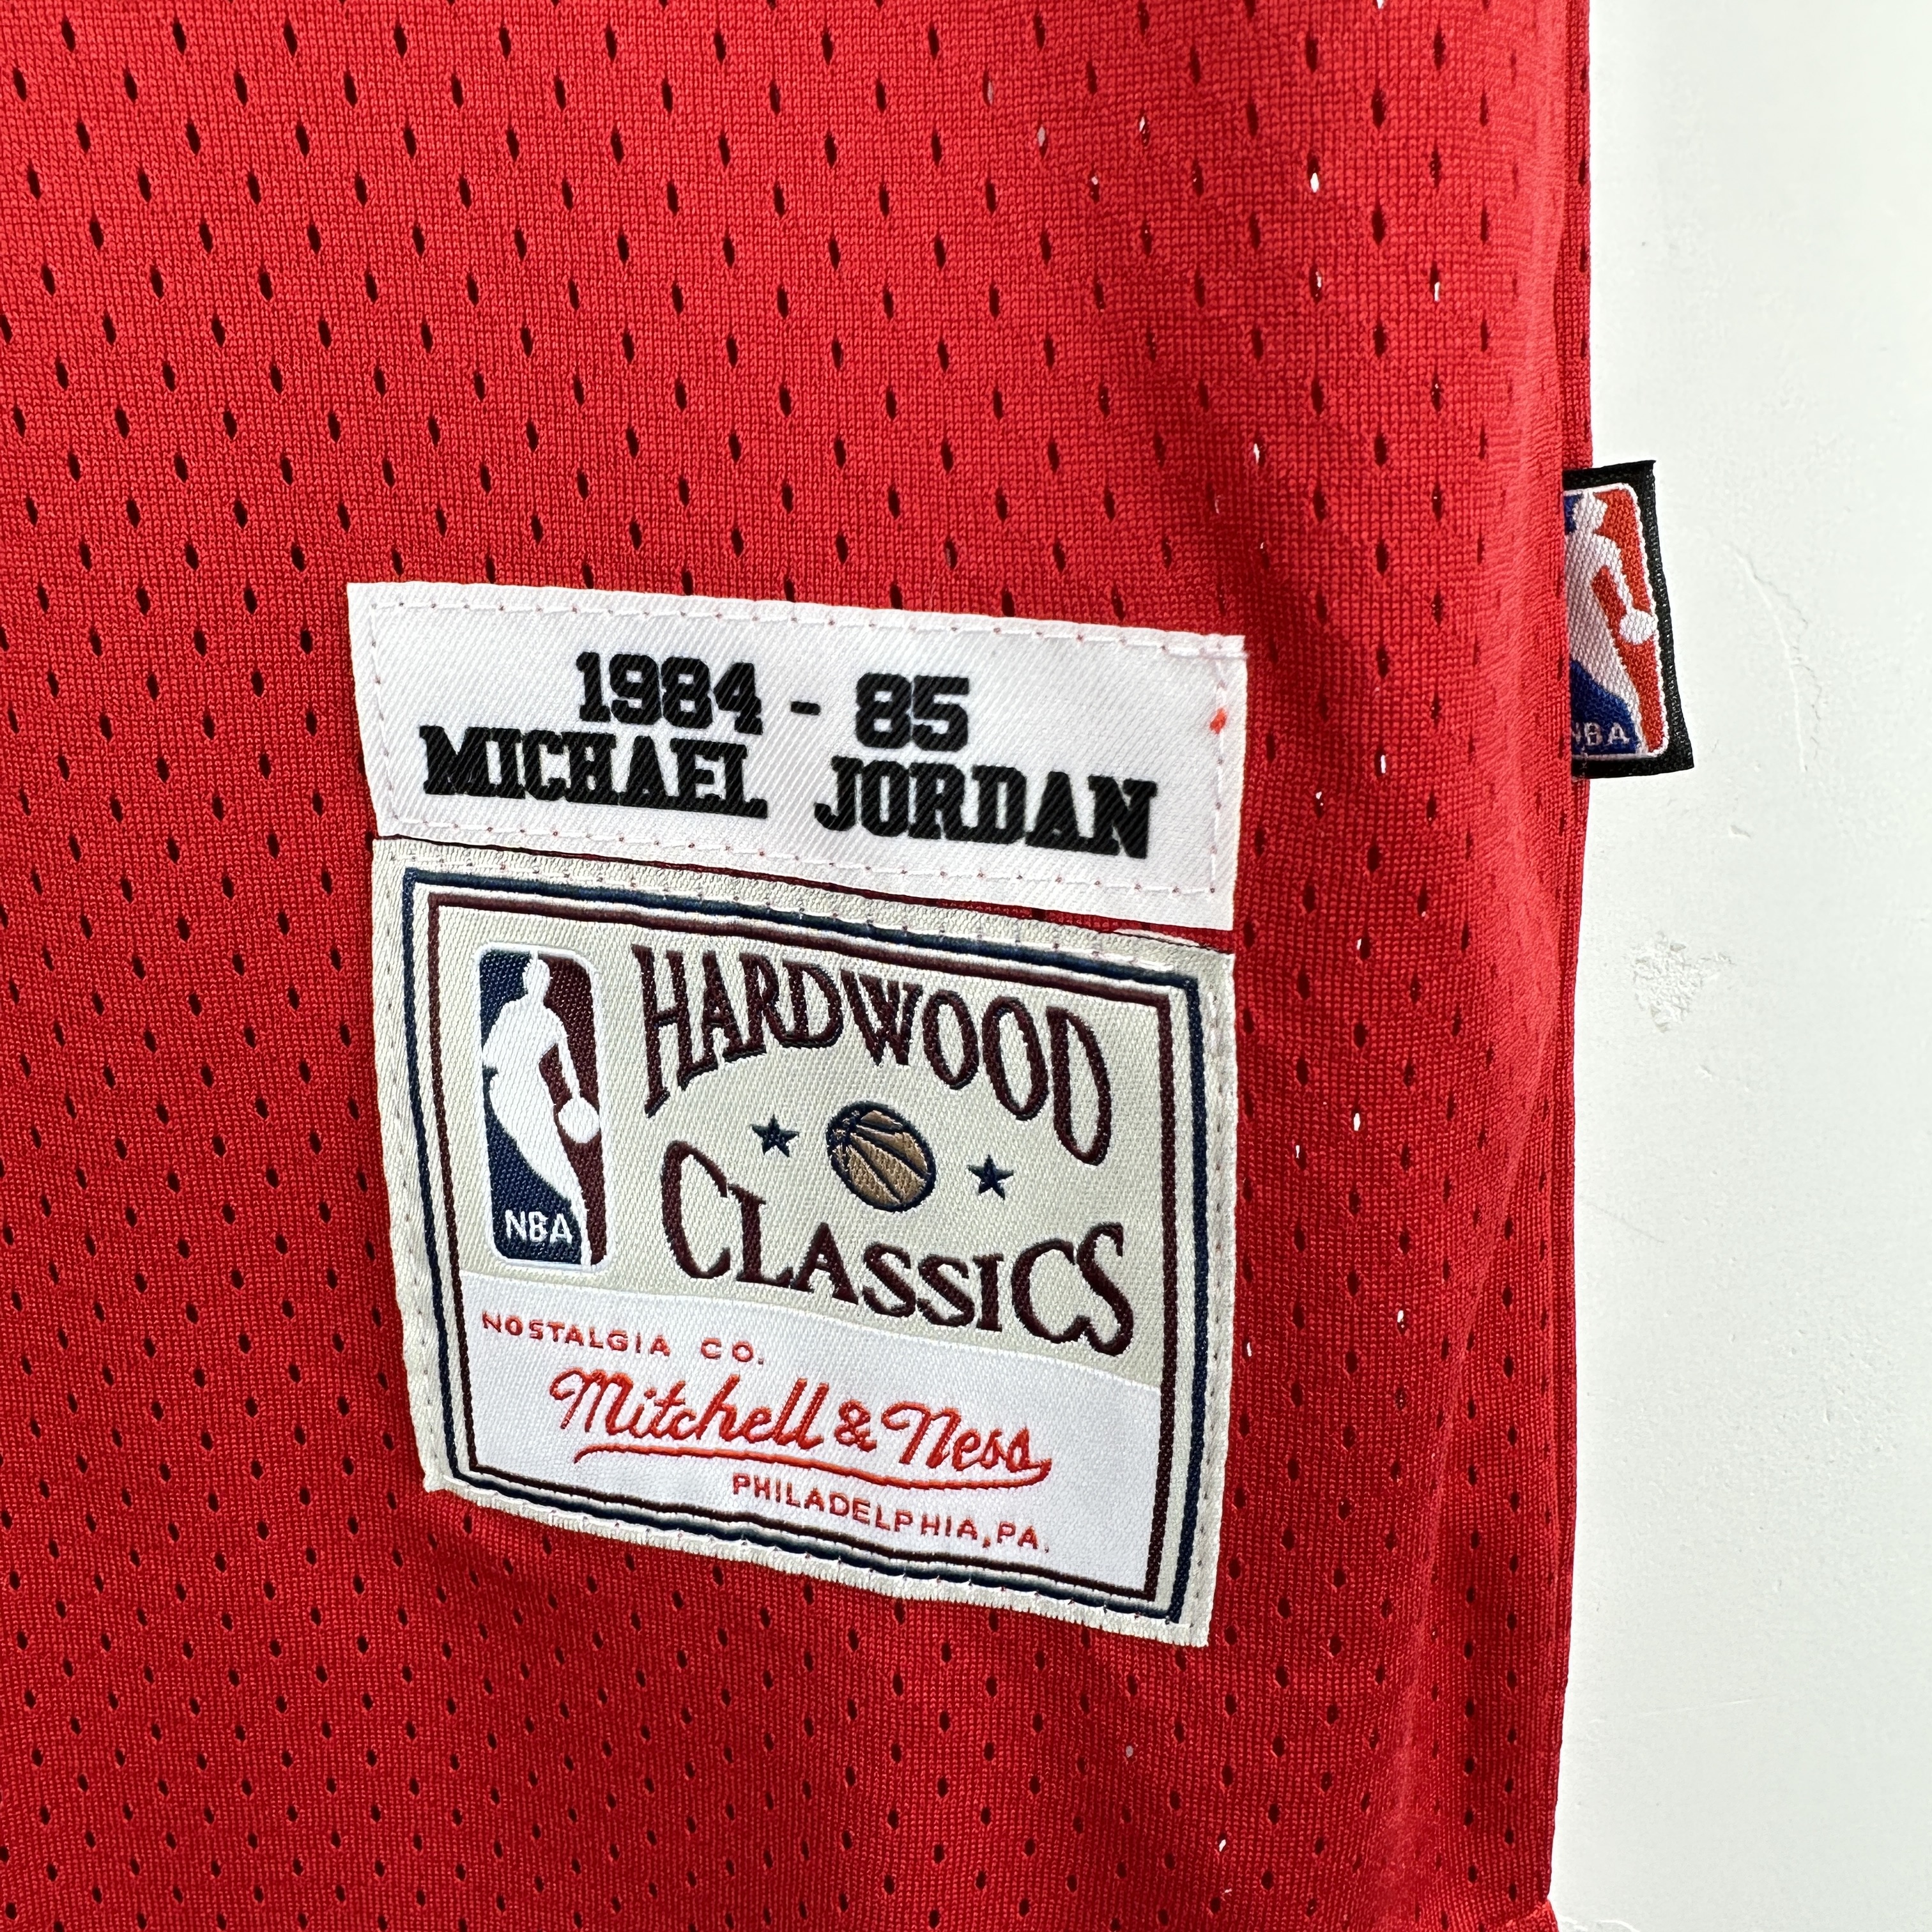 1984 - 85
MICHAEL JORDAN
HARDWOOD
CLASSICS
NBA
NOSTALGIA CO.
Mitchell & Ness
PHILADELPHIA, PA.
NBA